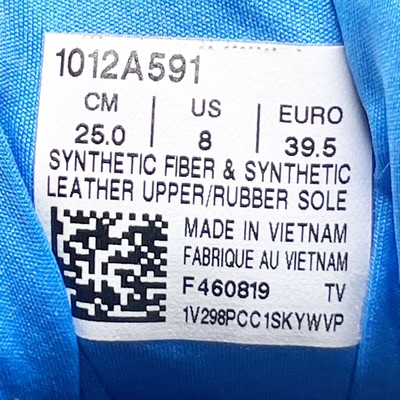 1012A591
CM | US | EURO
25.0 | 8 | 39.5
SYNTHETIC FIBER & SYNTHETIC
LEATHER UPPER/RUBBER SOLE
MADE IN VIETNAM
FABRIQUE AU VIETNAM
F460819 TV
1V298PCC1SKYWVP